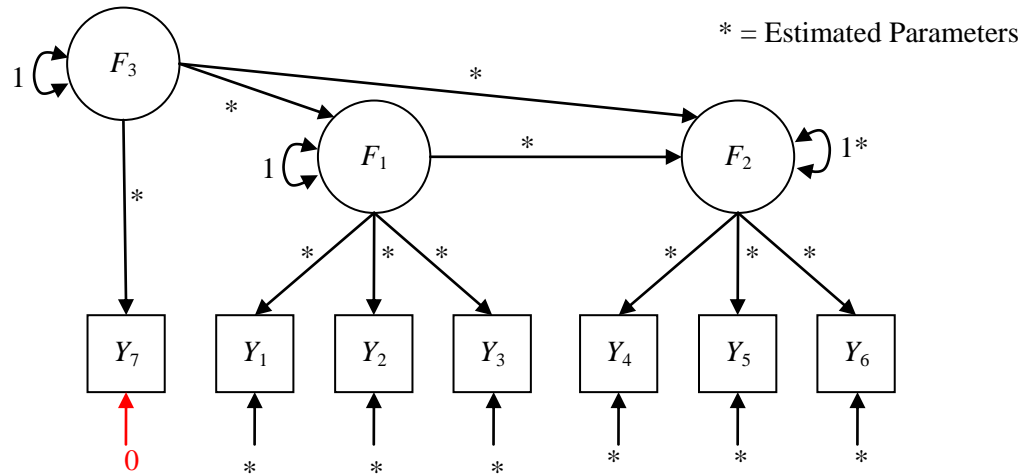 * = Estimated Parameters
F3
1
*
*
F1
1
*
F2
1*
*
* * *
* * *
Y7 Y1 Y2 Y3 Y4 Y5 Y6
0 * * * * * *